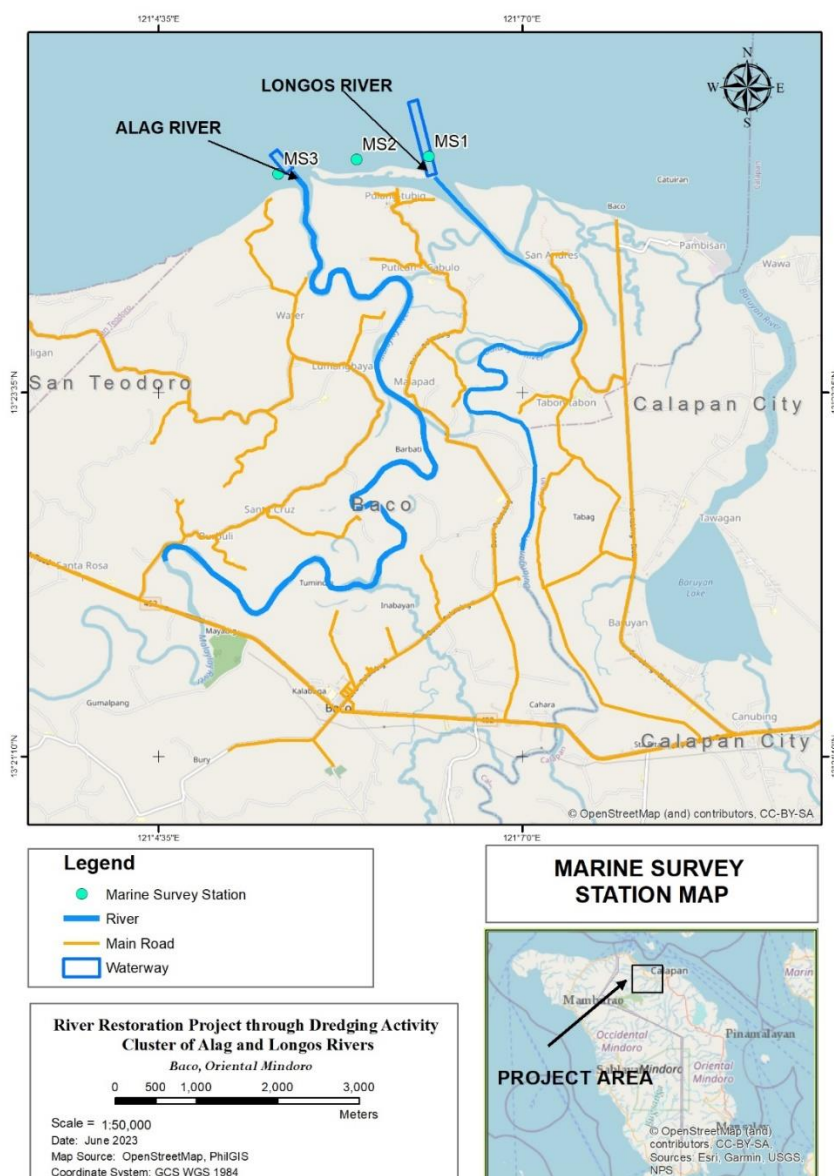 121°4'35"E
121°7'0"E
N
W
E
S
LONGOS RIVER
ALAG RIVER
MS3
MS2
MS1
Catuiran
Calapan
Baco
Pambisan
Wawa
San Andres
Water
San Teodoro
13°23'35"N
Malapad
Calapan City
Barbati
Baco
Santa Cruz
Tabag
Tawagan
Santa Rosa
Inabayan
Baruyan
Lake
Baruyan
Gumalpang
Kalabuga
Baco
Cahara
Canubing
Calapan City
13°21'10"N
Bury
© OpenStreetMap (and) contributors, CC-BY-SA
121°4'35"E
121°7'0"E
Legend
Marine Survey Station
River
Main Road
Waterway
MARINE SURVEY
STATION MAP
River Restoration Project through Dredging Activity
Cluster of Alag and Longos Rivers
Baco, Oriental Mindoro
0 500 1,000 2,000 3,000
Meters
Scale = 1:50,000
Date: June 2023
Map Source: OpenStreetMap, PhilGIS
Coordinate System: GCS WGS 1984
Calapan
Mamburao
Pinamalayan
Occidental
Mindoro
Oriental
Mindoro
Mindoro
PROJECT AREA
© OpenStreetMap (and)
contributors, CC-BY-SA,
Sources: Esri, Garmin, USGS,
NPS